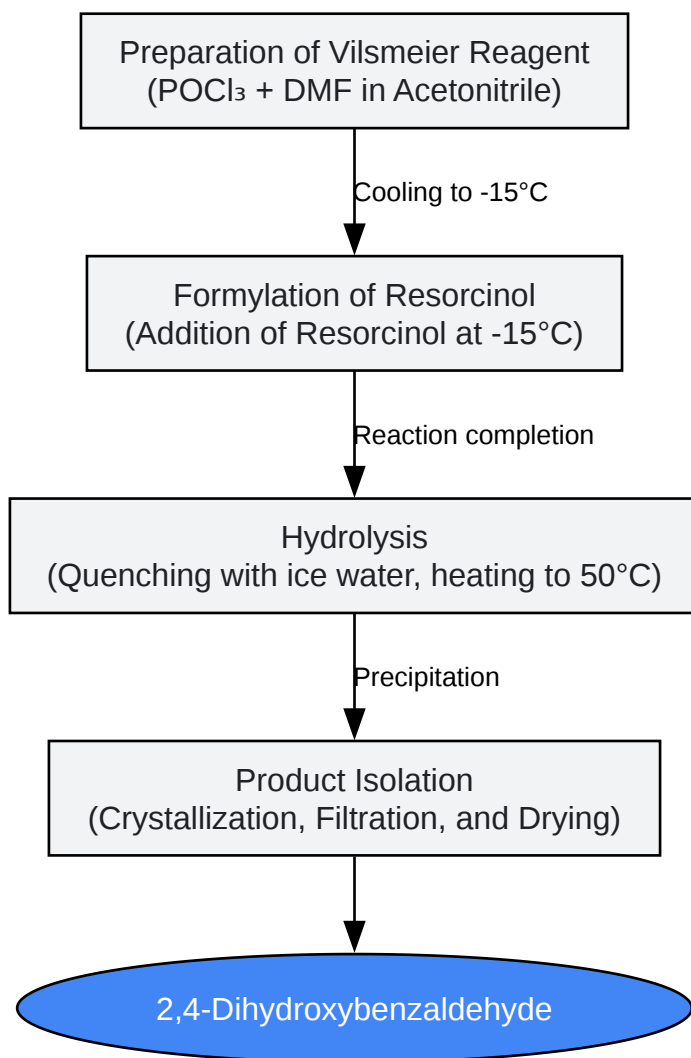 Preparation of Vilsmeier Reagent
(POCl₃ + DMF in Acetonitrile)
Cooling to -15°C
Formylation of Resorcinol
(Addition of Resorcinol at -15°C)
Reaction completion
Hydrolysis
(Quenching with ice water, heating to 50°C)
Precipitation
Product Isolation
(Crystallization, Filtration, and Drying)
2,4-Dihydroxybenzaldehyde